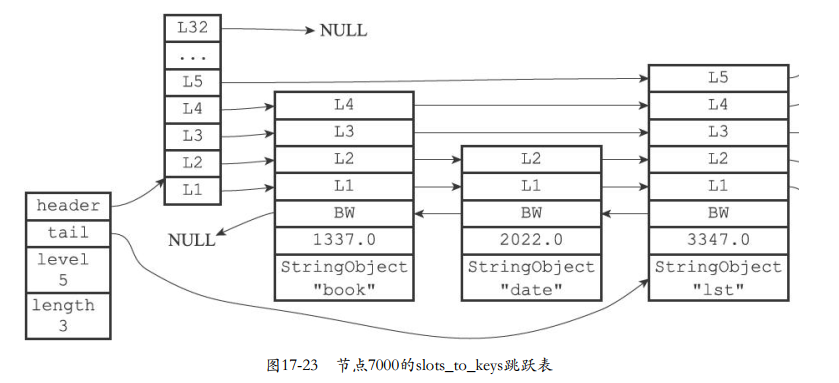 L32
NULL
...
L5
L4
L3
L2
L1
header
tail
level
5
length
3
NULL
L4
L3
L2
L1
BW
1337.0
StringObject
"book"
L2
L1
BW
2022.0
StringObject
"date"
L5
L4
L3
L2
L1
BW
3347.0
StringObject
"lst"
图17-23 节点7000的slots_to_keys跳跃表